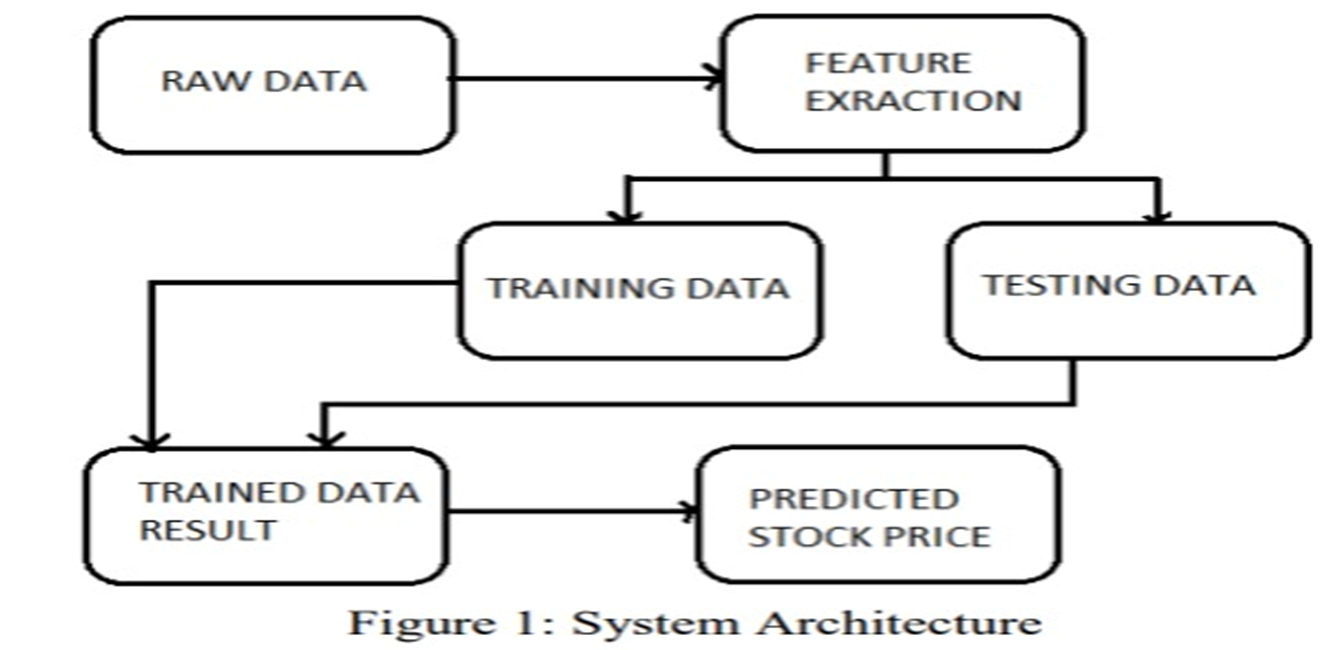 RAW DATA
FEATURE
EXRACTION
TRAINING DATA
TESTING DATA
TRAINED DATA
RESULT
PREDICTED
STOCK PRICE
Figure 1: System Architecture